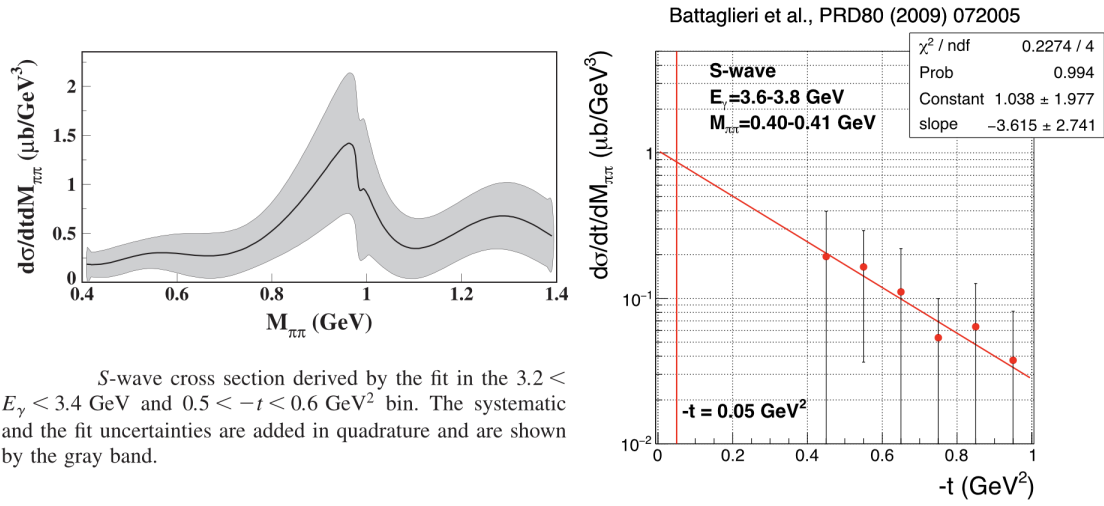 Battaglieri et al., PRD80 (2009) 072005
dσ/dtdM_ππ (μb/GeV³)
2
1.5
1
0.5
0
0.4 0.6 0.8 1 1.2 1.4
M_ππ (GeV)
S-wave cross section derived by the fit in the 3.2 <
E_γ < 3.4 GeV and 0.5 < −t < 0.6 GeV² bin. The systematic
and the fit uncertainties are added in quadrature and are shown
by the gray band.
χ² / ndf 0.2274 / 4
Prob 0.994
Constant 1.038 ± 1.977
slope −3.615 ± 2.741
S-wave
E_γ=3.6-3.8 GeV
M_ππ=0.40-0.41 GeV
dσ/dt/dM_ππ (μb/GeV³)
1
10⁻¹
10⁻²
-t = 0.05 GeV²
0 0.2 0.4 0.6 0.8 1
-t (GeV²)